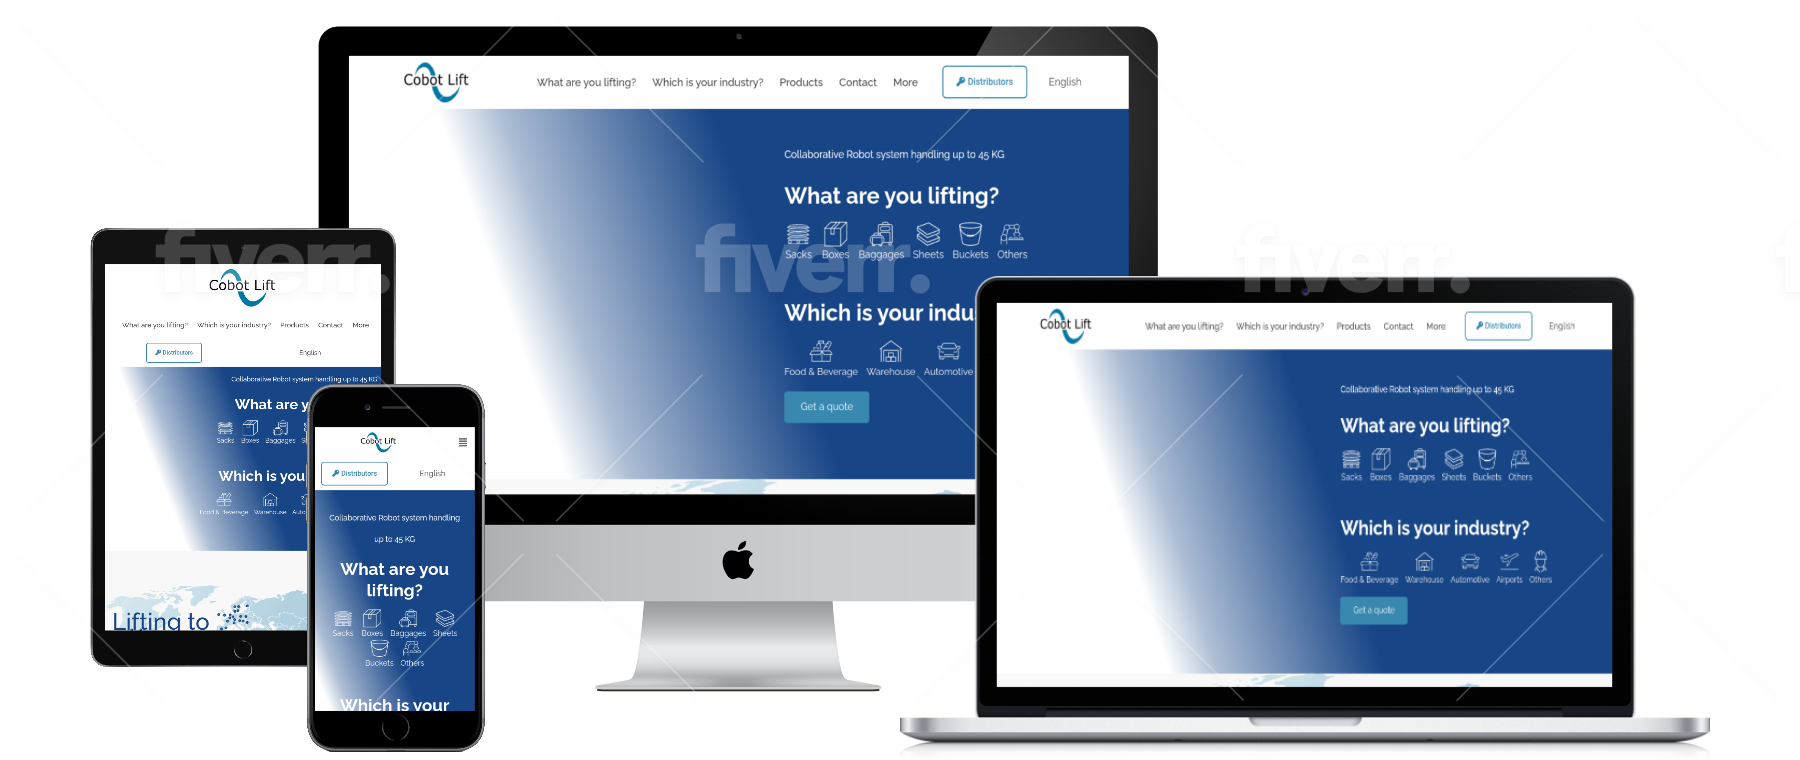 Cobot Lift
What are you lifting? Which is your industry? Products Contact More Distributors English
Collaborative Robot system handling up to 45 KG
What are you lifting?
Sacks Boxes Baggages Sheets Buckets Others
Which is your indu
Food & Beverage Warehouse Automotive
Get a quote
fiverr.
fiverr.
fiverr.
Cobot Lift
What are you lifting? Which is your industry? Products Contact More
Distributors English
Collaborative Robot system handling up to 45 KG
What are y
Sacks Boxes Baggages S
Which is you
Food & Beverage Warehouse Auto
Lifting to
Cobot Lift
Distributors English
Collaborative Robot system handling
up to 45 KG
What are you
lifting?
Sacks Boxes Baggages Sheets
Buckets Others
Which is your
Cobot Lift
What are you lifting? Which is your industry? Products Contact More Distributors English
Collaborative Robot system handling up to 45 KG
What are you lifting?
Sacks Boxes Baggages Sheets Buckets Others
Which is your industry?
Food & Beverage Warehouse Automotive Airports Others
Get a quote